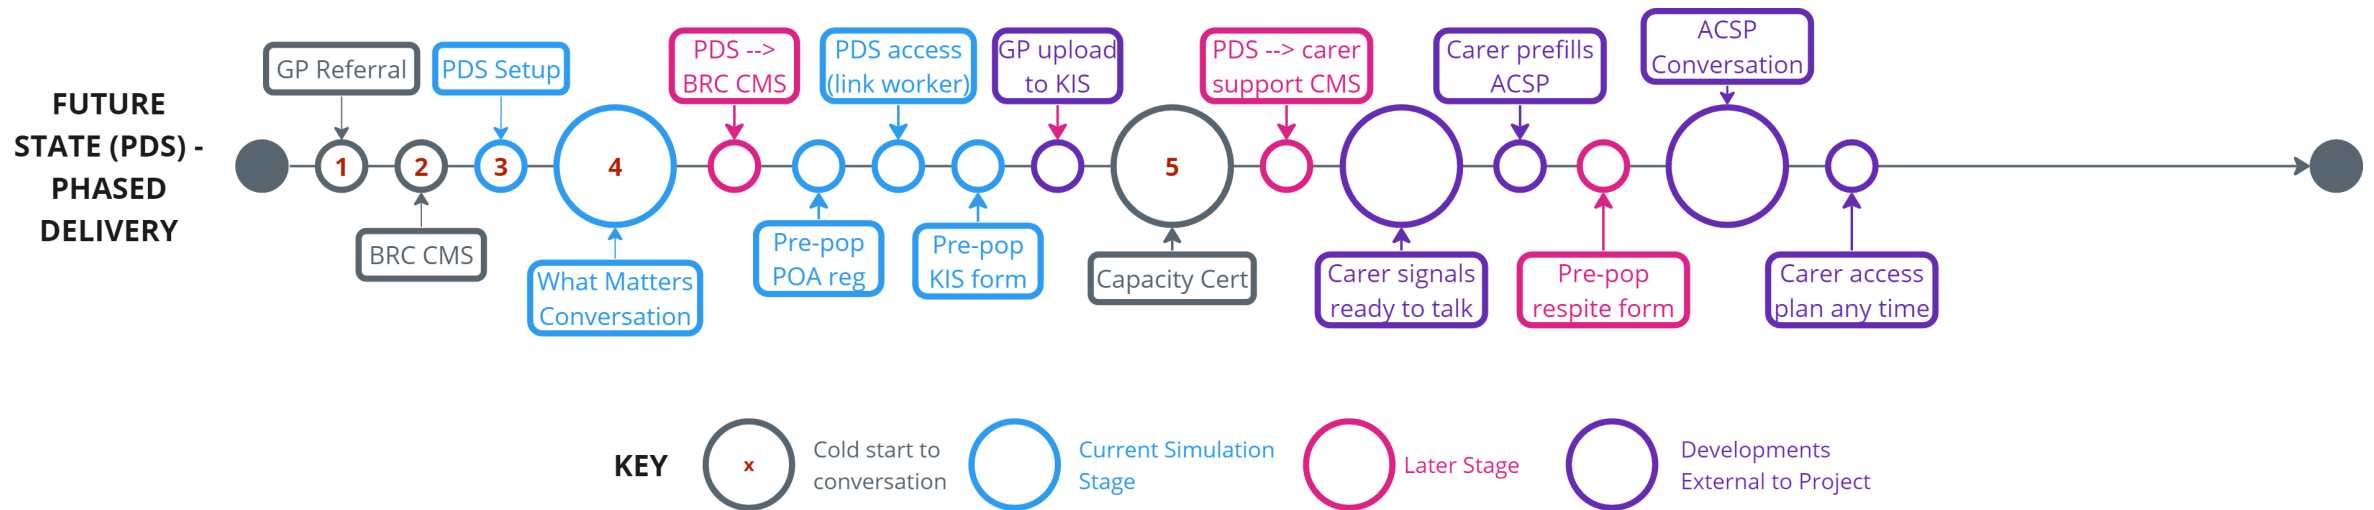 FUTURE
STATE (PDS) -
PHASED
DELIVERY
GP Referral
PDS Setup
PDS -->
BRC CMS
PDS access
(link worker)
GP upload
to KIS
PDS --> carer
support CMS
Carer prefills
ACSP
ACSP
Conversation
1
2
3
4
5
BRC CMS
What Matters
Conversation
Pre-pop
POA reg
Pre-pop
KIS form
Capacity Cert
Carer signals
ready to talk
Pre-pop
respite form
Carer access
plan any time
KEY
x
Cold start to
conversation
Current Simulation
Stage
Later Stage
Developments
External to Project